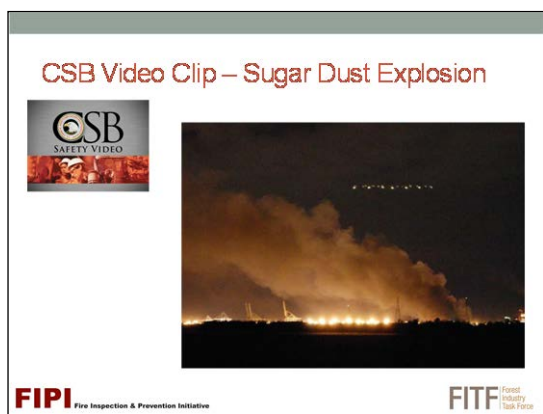 CSB Video Clip – Sugar Dust Explosion
CSB
SAFETY VIDEO
FIPI Fire Inspection & Prevention Initiative
FITF Forest
Industry
Task Force